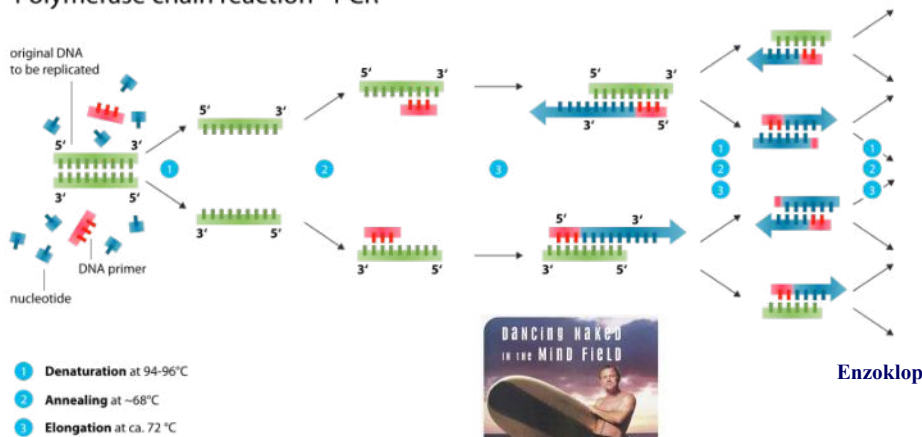 Polymerase chain reaction - PCR
original DNA
to be replicated
5' 3'
3' 5'
DNA primer
nucleotide
1
5' 3'
3' 5'
2
5' 3'
3' 5'
3
5' 3'
3' 5'
5' 3'
3' 5'
1
2
3
1
2
3
1 Denaturation at 94-96°C
2 Annealing at ~68°C
3 Elongation at ca. 72 °C
DANCING NAKED
IN THE MIND FIELD
Enzoklop